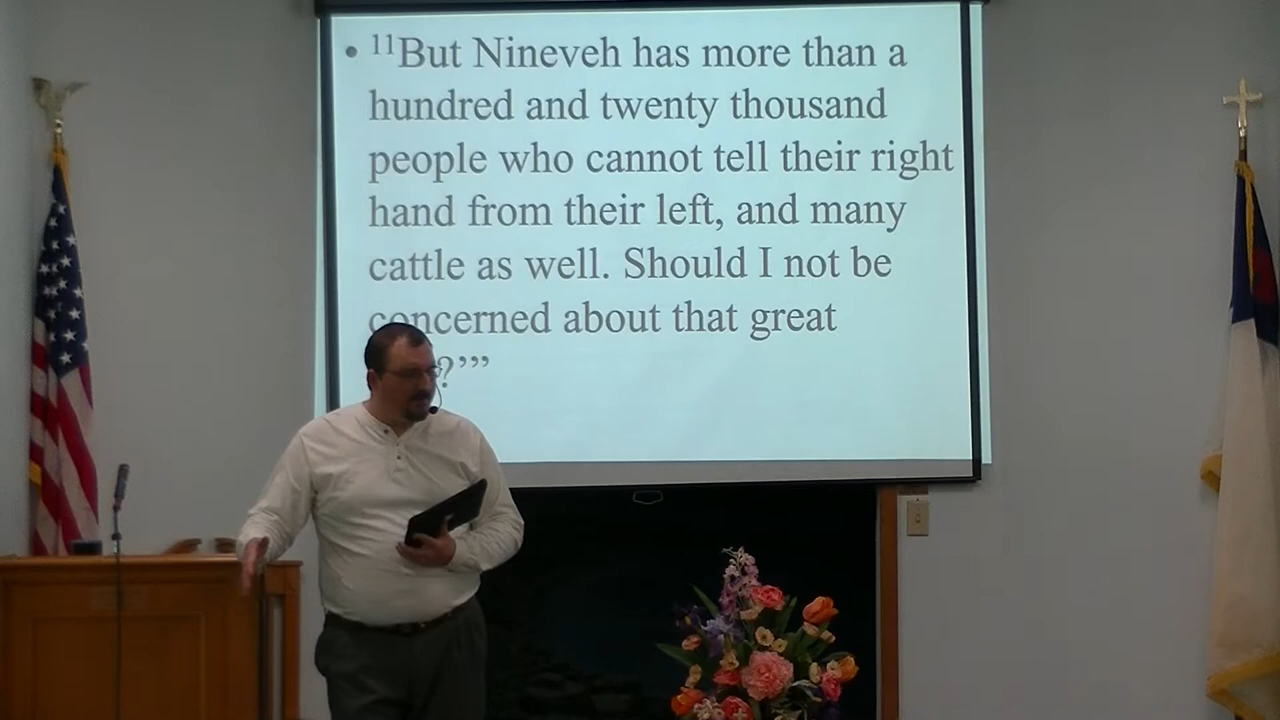 • ¹¹But Nineveh has more than a
hundred and twenty thousand
people who cannot tell their right
hand from their left, and many
cattle as well. Should I not be
concerned about that great
?’”